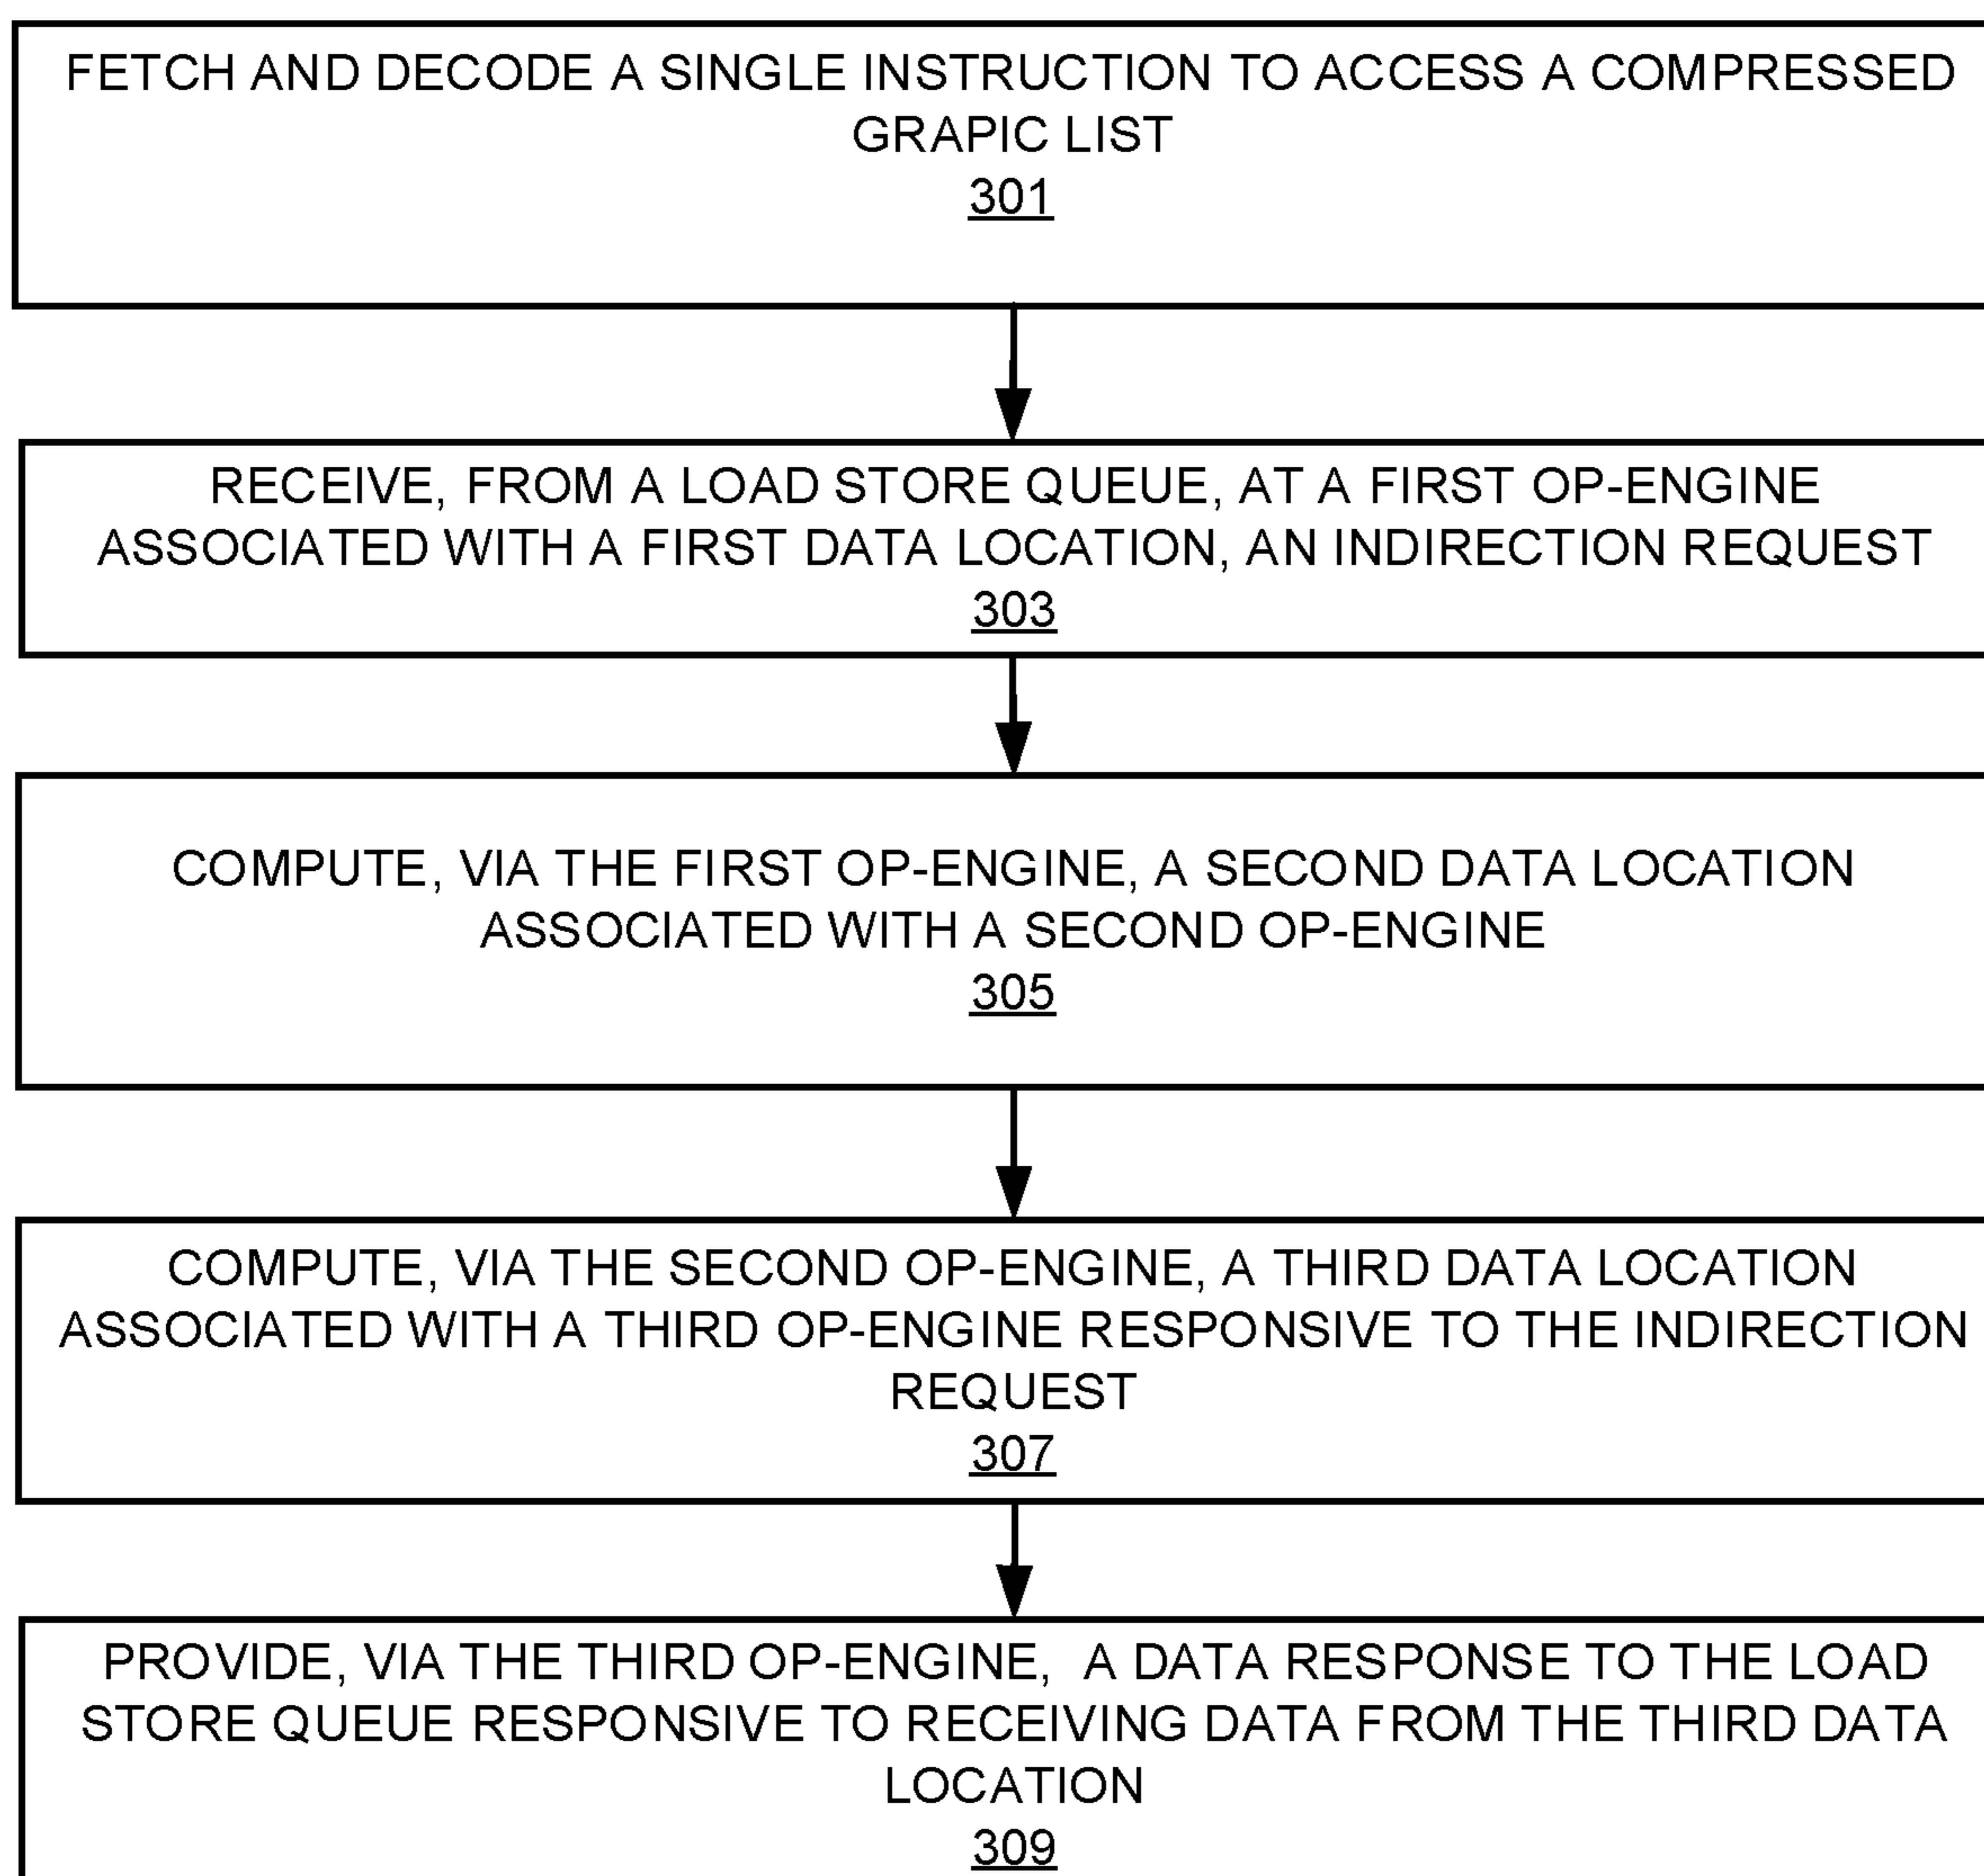 FETCH AND DECODE A SINGLE INSTRUCTION TO ACCESS A COMPRESSED
GRAPIC LIST
301
RECEIVE, FROM A LOAD STORE QUEUE, AT A FIRST OP-ENGINE
ASSOCIATED WITH A FIRST DATA LOCATION, AN INDIRECTION REQUEST
303
COMPUTE, VIA THE FIRST OP-ENGINE, A SECOND DATA LOCATION
ASSOCIATED WITH A SECOND OP-ENGINE
305
COMPUTE, VIA THE SECOND OP-ENGINE, A THIRD DATA LOCATION
ASSOCIATED WITH A THIRD OP-ENGINE RESPONSIVE TO THE INDIRECTION
REQUEST
307
PROVIDE, VIA THE THIRD OP-ENGINE, A DATA RESPONSE TO THE LOAD
STORE QUEUE RESPONSIVE TO RECEIVING DATA FROM THE THIRD DATA
LOCATION
309